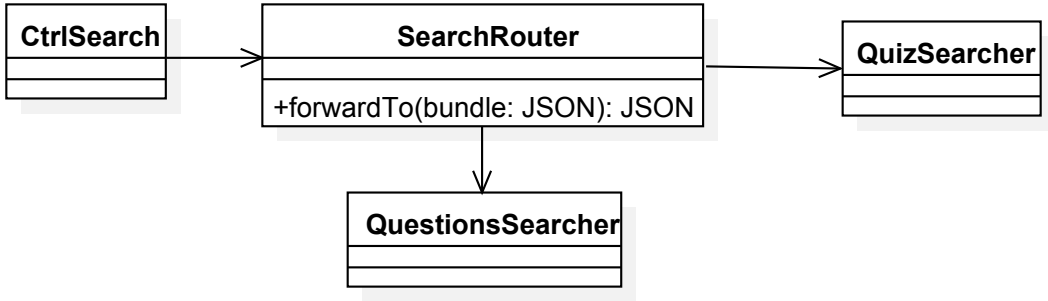 CtrlSearch
SearchRouter
+forwardTo(bundle: JSON): JSON
QuizSearcher
QuestionsSearcher